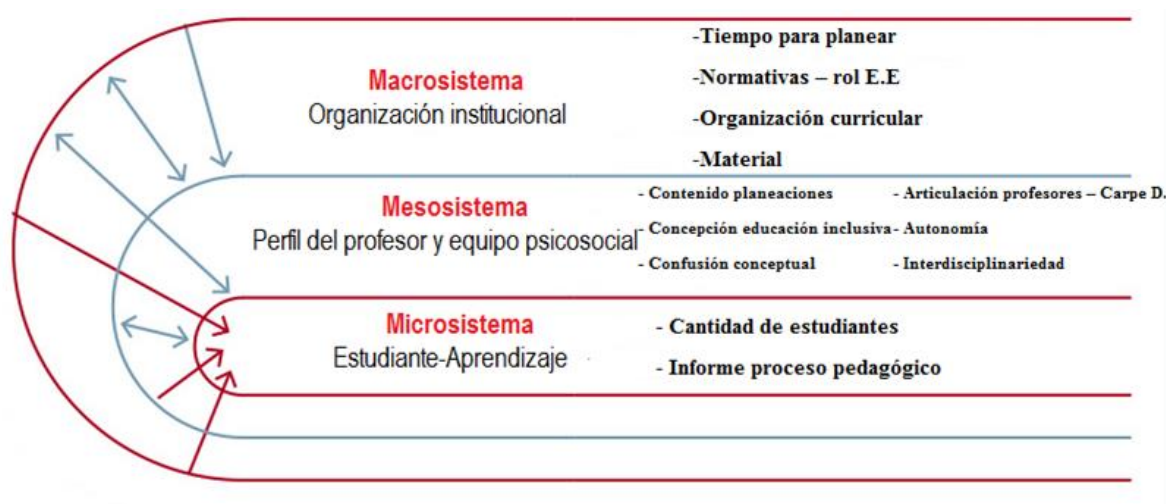 -Tiempo para planear
Macrosistema
-Normativas – rol E.E
Organización institucional
-Organización curricular
-Material
- Contenido planeaciones - Articulación profesores – Carpe D.
Mesosistema
Perfil del profesor y equipo psicosocial - Concepción educación inclusiva - Autonomía
- Confusión conceptual - Interdisciplinariedad
Microsistema
- Cantidad de estudiantes
Estudiante-Aprendizaje
- Informe proceso pedagógico